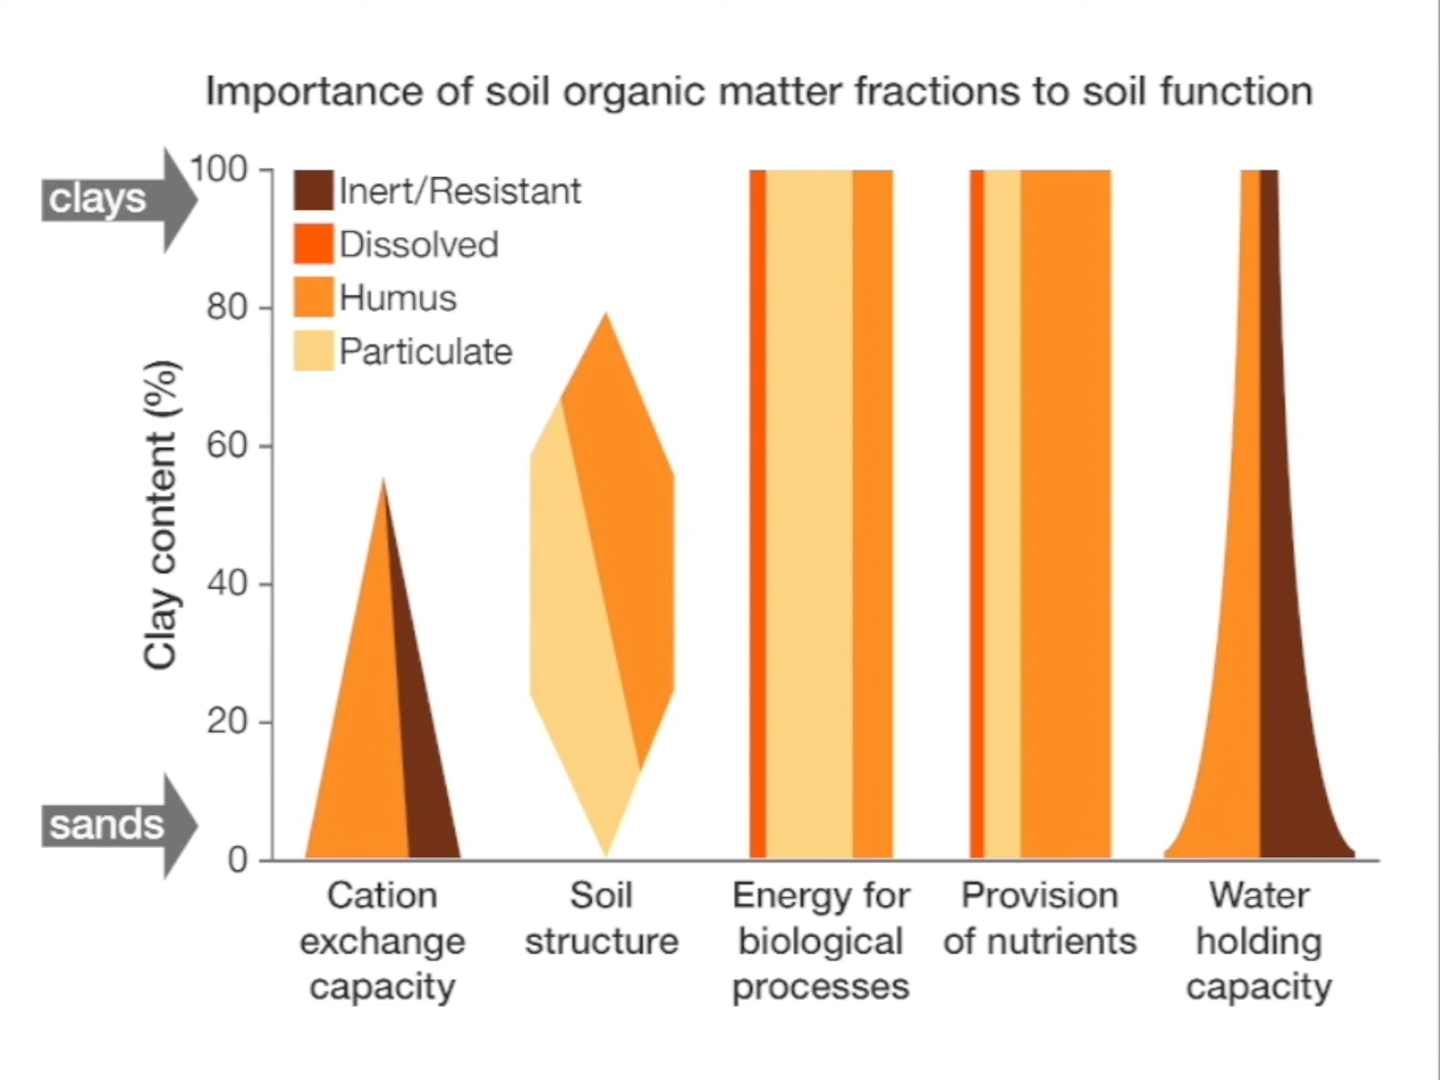 Importance of soil organic matter fractions to soil function
clays
100
Inert/Resistant
Dissolved
Humus
Particulate
80
60
40
20
0
Clay content (%)
sands
Cation
exchange
capacity
Soil
structure
Energy for
biological
processes
Provision
of nutrients
Water
holding
capacity